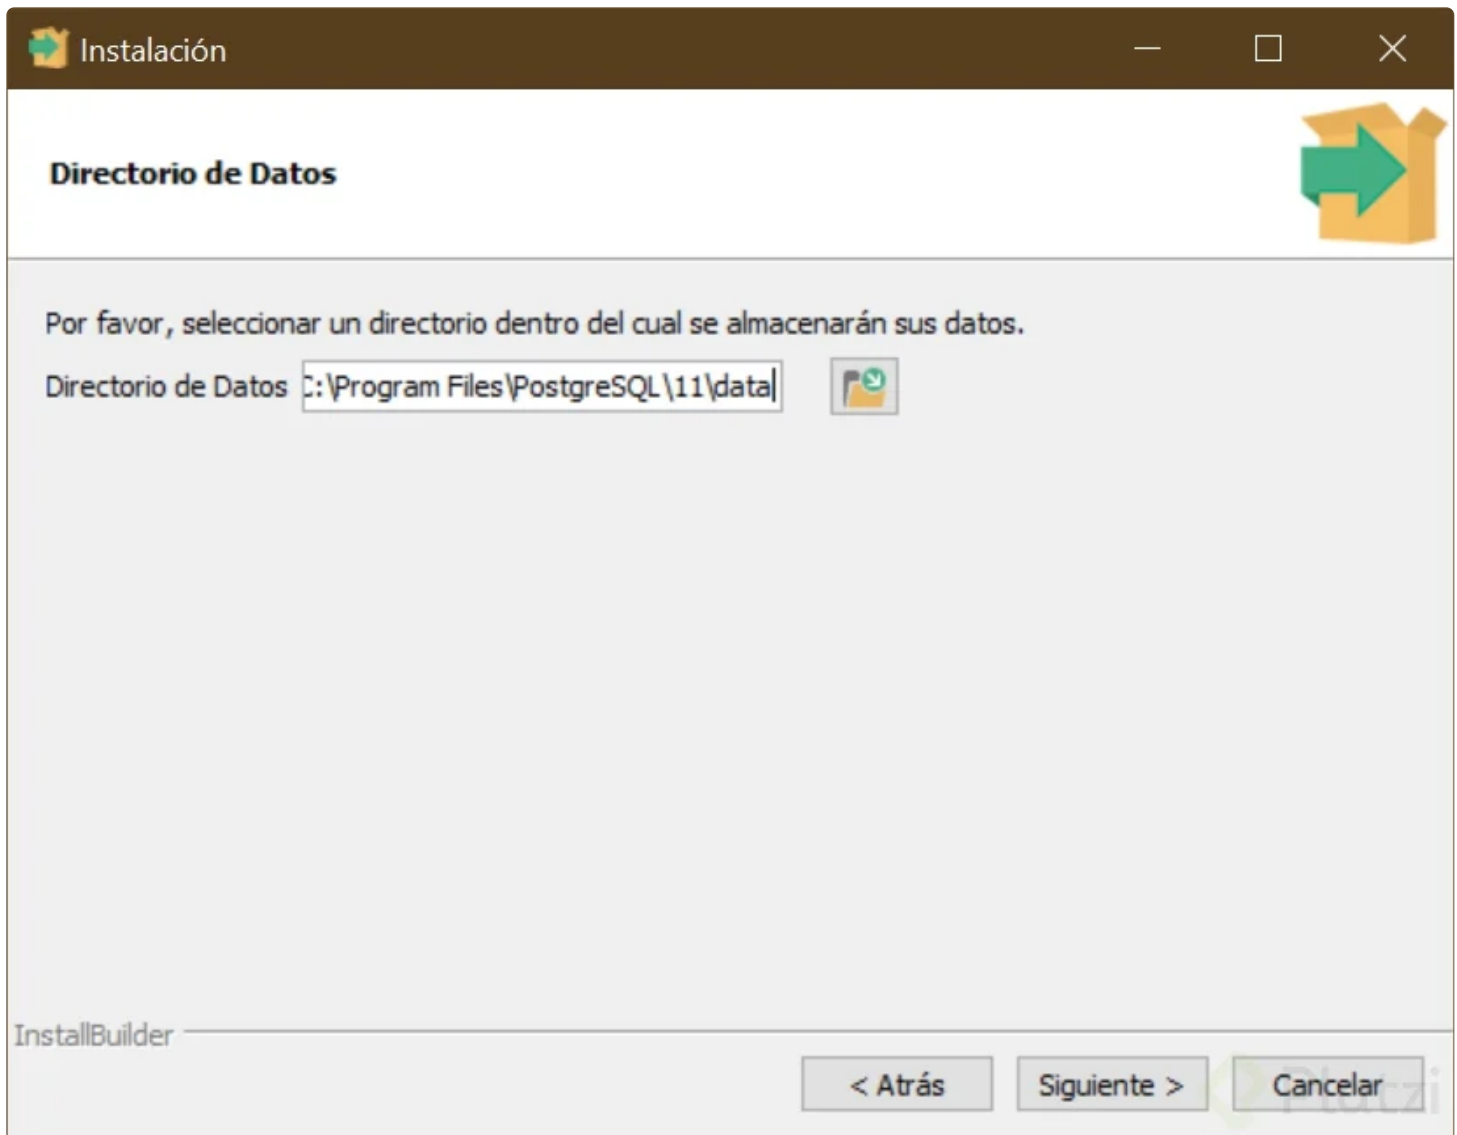 Instalación
Directorio de Datos
Por favor, seleccionar un directorio dentro del cual se almacenarán sus datos.
Directorio de Datos C:\Program Files\PostgreSQL\11\data
InstallBuilder
< Atrás Siguiente > Cancelar
Platzi